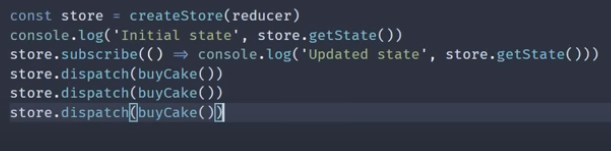 const store = createStore(reducer)
console.log('Initial state', store.getState())
store.subscribe(() => console.log('Updated state', store.getState()))
store.dispatch(buyCake())
store.dispatch(buyCake())
store.dispatch(buyCake())